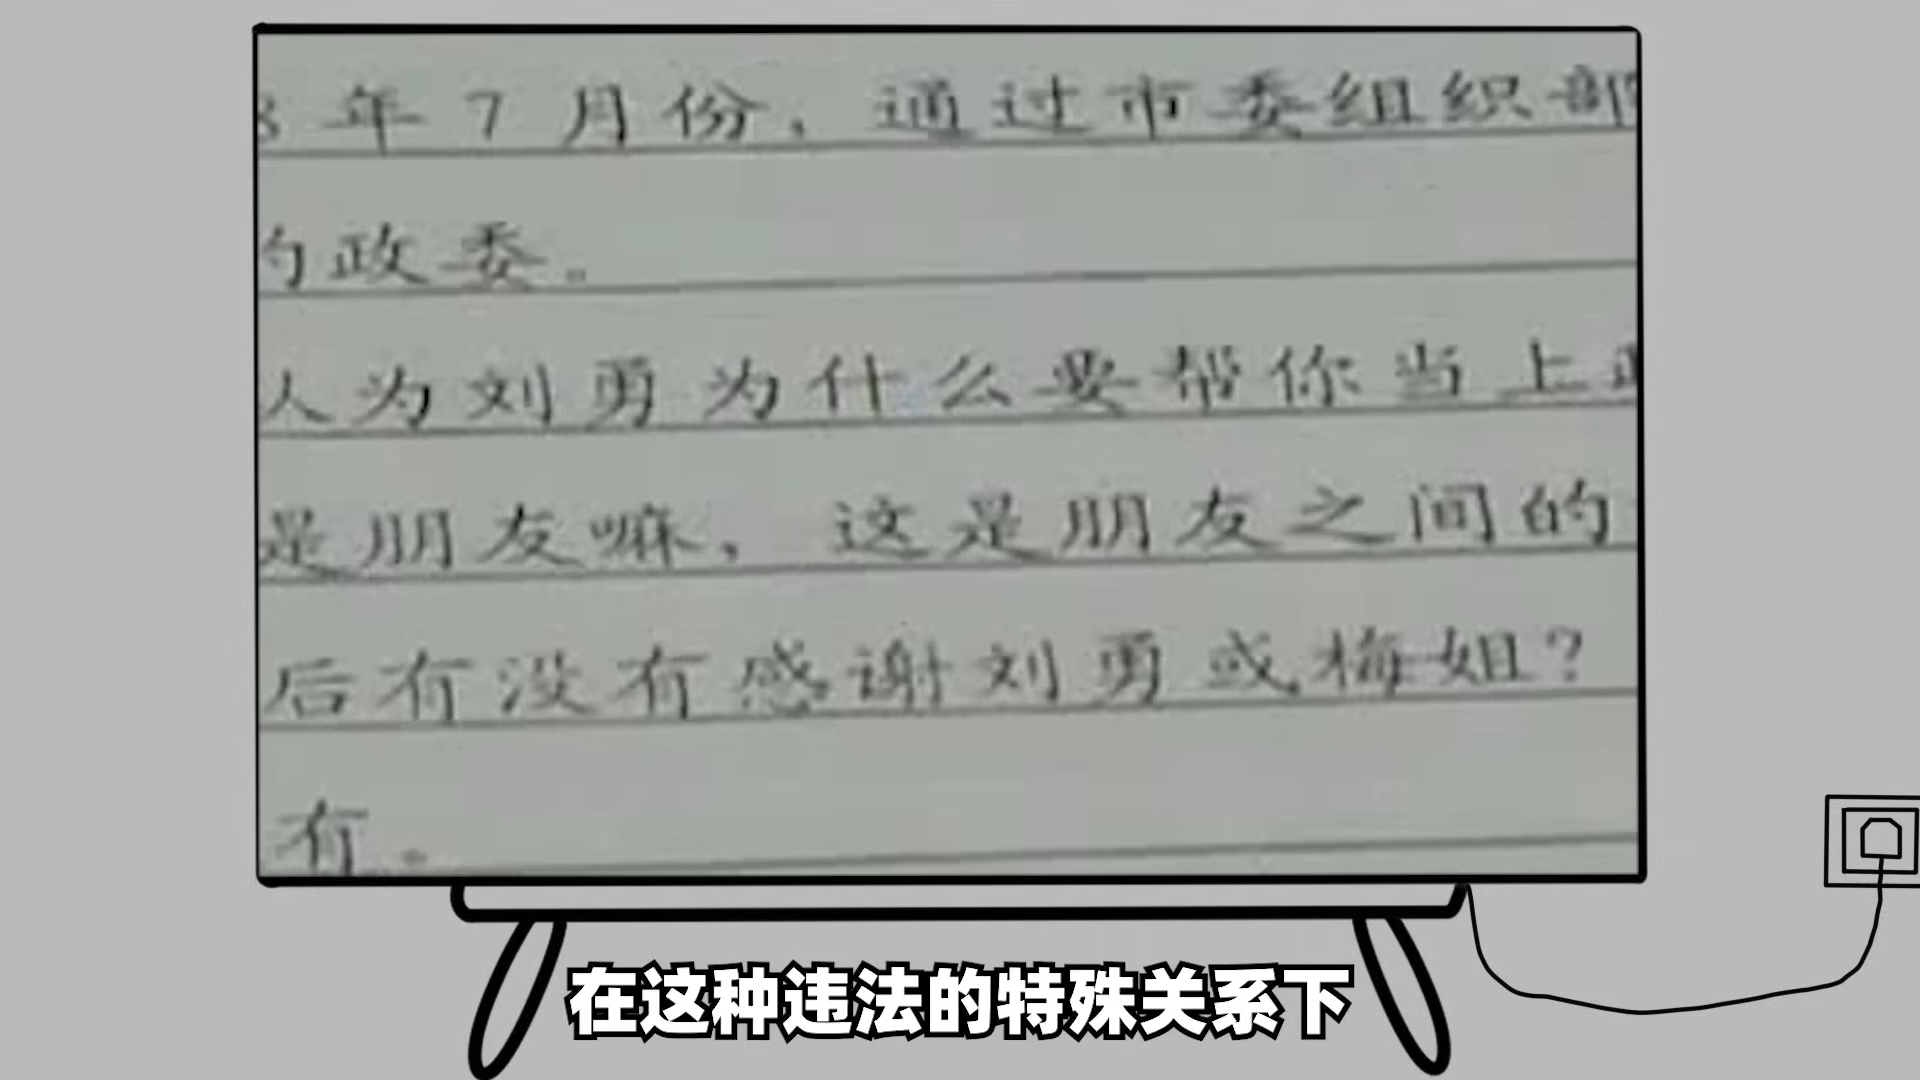 8年7月份，通过市委组织部
的政委。
人为刘勇为什么要帮你当上
是朋友嘛，这是朋友之间的
后有没有感谢刘勇或梅姐？
有。
在这种违法的特殊关系下